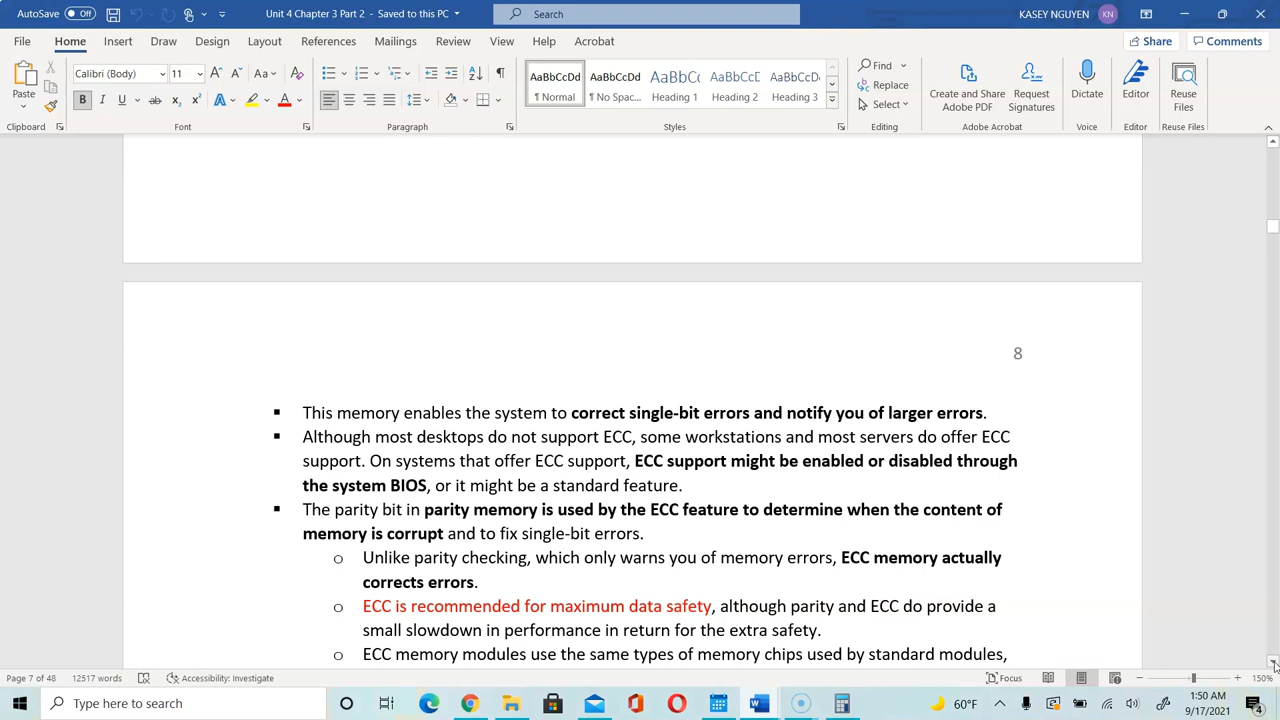 AutoSave Off Unit 4 Chapter 3 Parity 2 - Saved to this PC Search KASEY NGUYEN KN
File Home Insert Draw Design Layout References Mailings Review View Help Acrobat Share Comments
Calibri (Body) 11 AaBbCcDd AaBbCcDd AaBbC AaBbCcC AaBbCcD Find
Paste ¶ Normal ¶ No Spac... Heading 1 Heading 2 Heading 3 Replace Create and Share Adobe PDF Request Signatures Dictate Editor Reuse Files
Select
Clipboard Font Paragraph Styles Editing Adobe Acrobat Voice Editor Reuse Files
8
▪ This memory enables the system to correct single-bit errors and notify you of larger errors.
▪ Although most desktops do not support ECC, some workstations and most servers do offer ECC
support. On systems that offer ECC support, ECC support might be enabled or disabled through
the system BIOS, or it might be a standard feature.
▪ The parity bit in parity memory is used by the ECC feature to determine when the content of
memory is corrupt and to fix single-bit errors.
o Unlike parity checking, which only warns you of memory errors, ECC memory actually
corrects errors.
o ECC is recommended for maximum data safety, although parity and ECC do provide a
small slowdown in performance in return for the extra safety.
o ECC memory modules use the same types of memory chips used by standard modules,
Page 7 of 48 12517 words Accessibility: Investigate Focus 150%
Type here to search 60°F 1:50 AM
9/17/2021 4